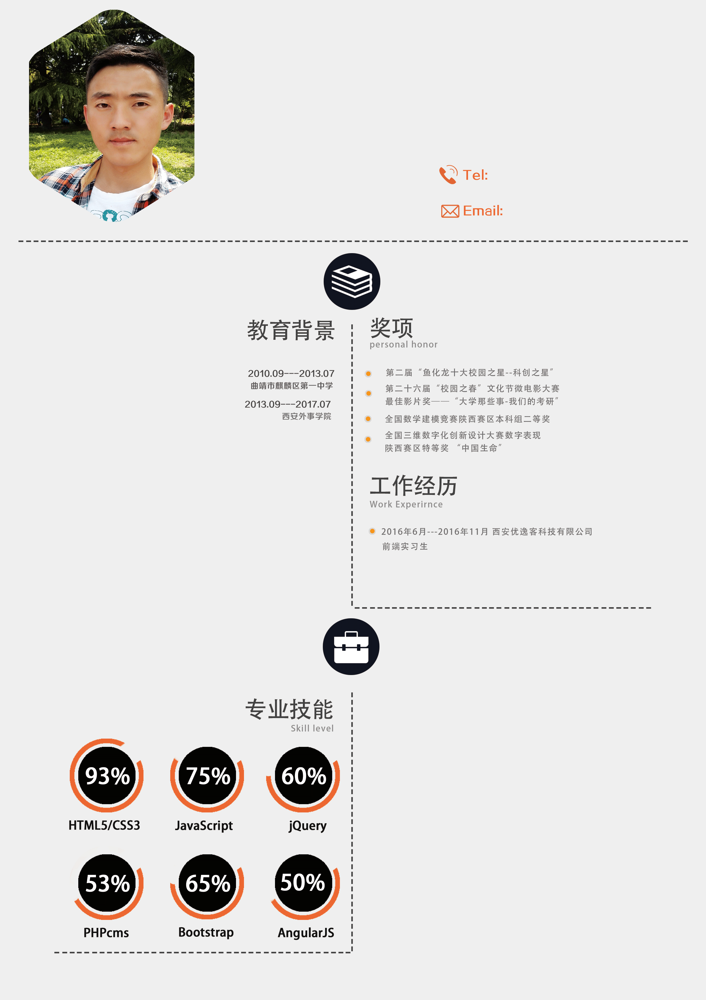 Tel:
Email:
教育背景
2010.09---2013.07
曲靖市麒麟区第一中学
2013.09---2017.07
西安外事学院
奖项
personal honor
第二届“鱼化龙十大校园之星--科创之星”
第二十六届“校园之春”文化节微电影大赛
最佳影片奖——“大学那些事-我们的考研”
全国数学建模竞赛陕西赛区本科组二等奖
全国三维数字化创新设计大赛数字表现
陕西赛区特等奖 “中国生命”
工作经历
Work Experirnce
2016年6月---2016年11月 西安优逸客科技有限公司
前端实习生
专业技能
Skill level
93%
75%
60%
HTML5/CSS3
JavaScript
jQuery
53%
65%
50%
PHPcms
Bootstrap
AngularJS